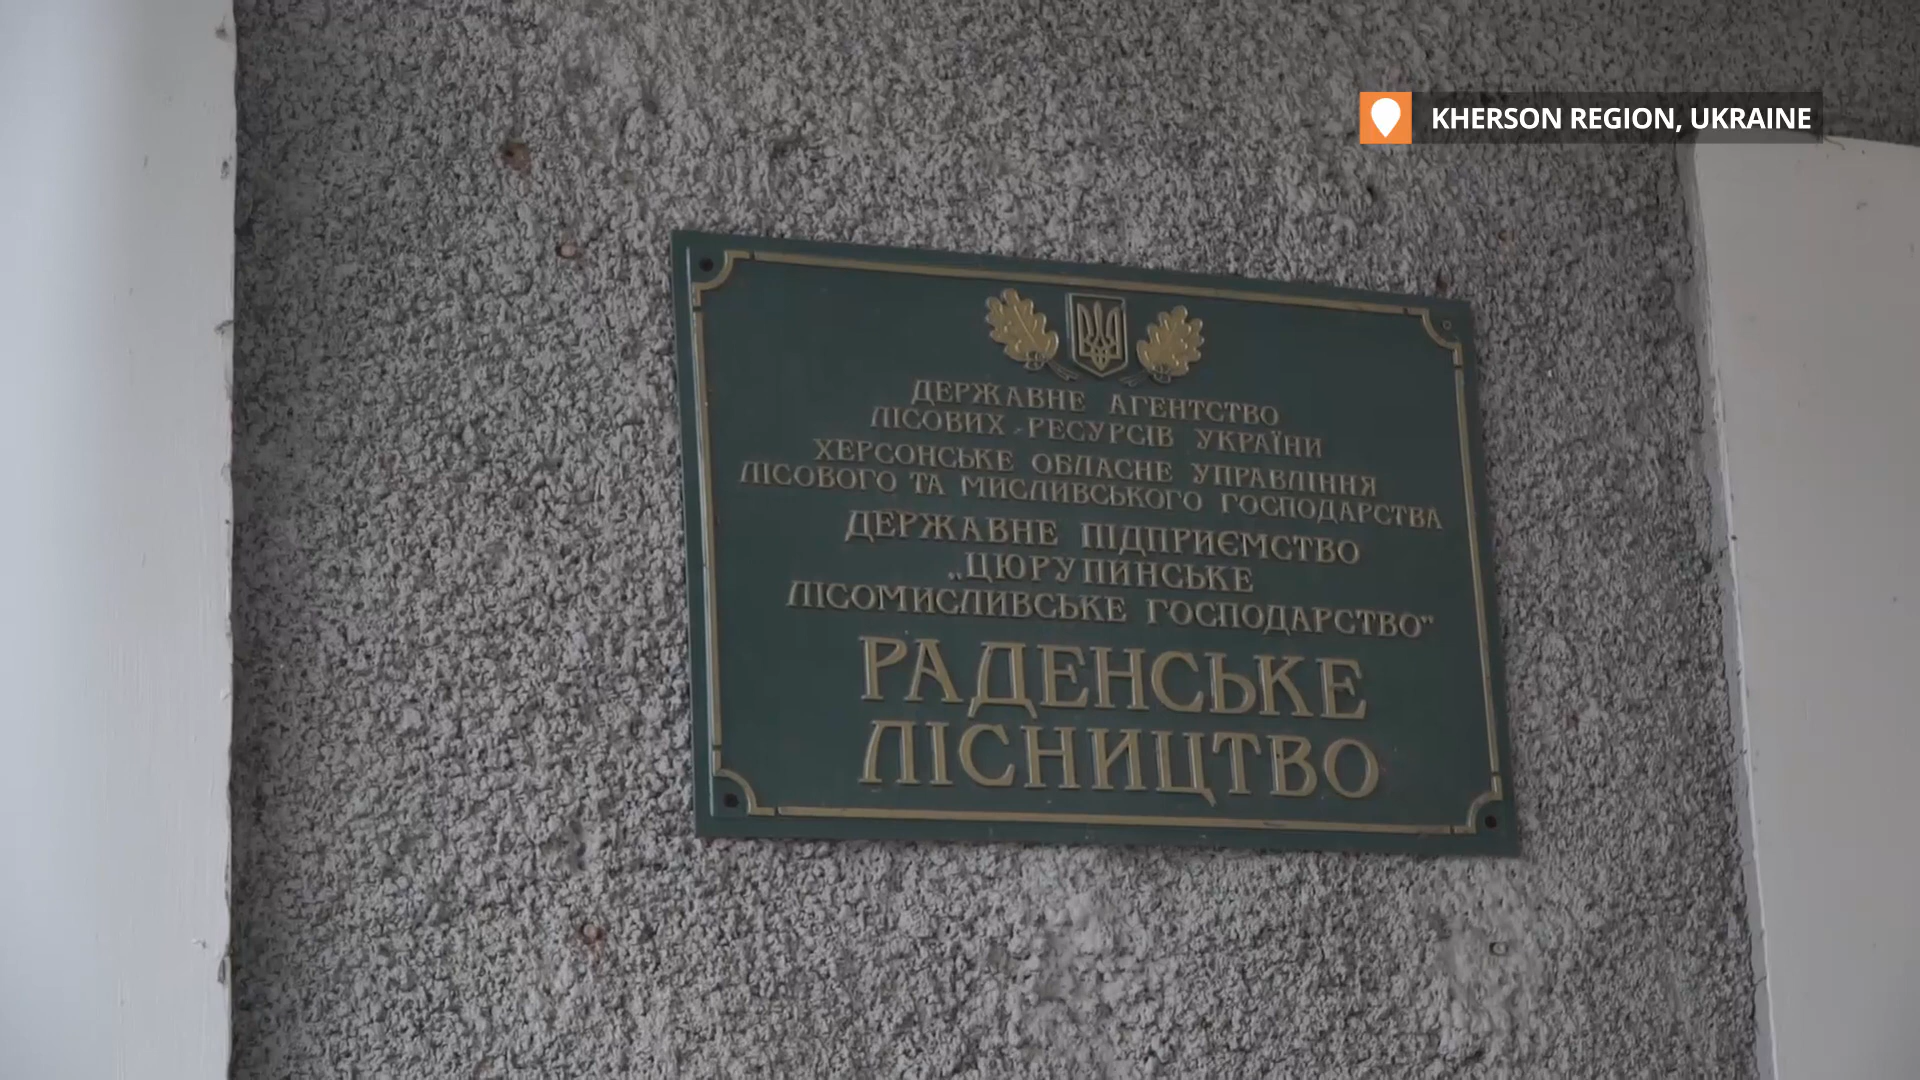 KHERSON REGION, UKRAINE
ДЕРЖАВНЕ АГЕНТСТВО
ЛІСОВИХ РЕСУРСІВ УКРАЇНИ
ХЕРСОНСЬКЕ ОБЛАСНЕ УПРАВЛІННЯ
ЛІСОВОГО ТА МИСЛИВСЬКОГО ГОСПОДАРСТВА
ДЕРЖАВНЕ ПІДПРИЄМСТВО
„ЦЮРУПИНСЬКЕ
ЛІСОМИСЛИВСЬКЕ ГОСПОДАРСТВО"
РАДЕНСЬКЕ
ЛІСНИЦТВО